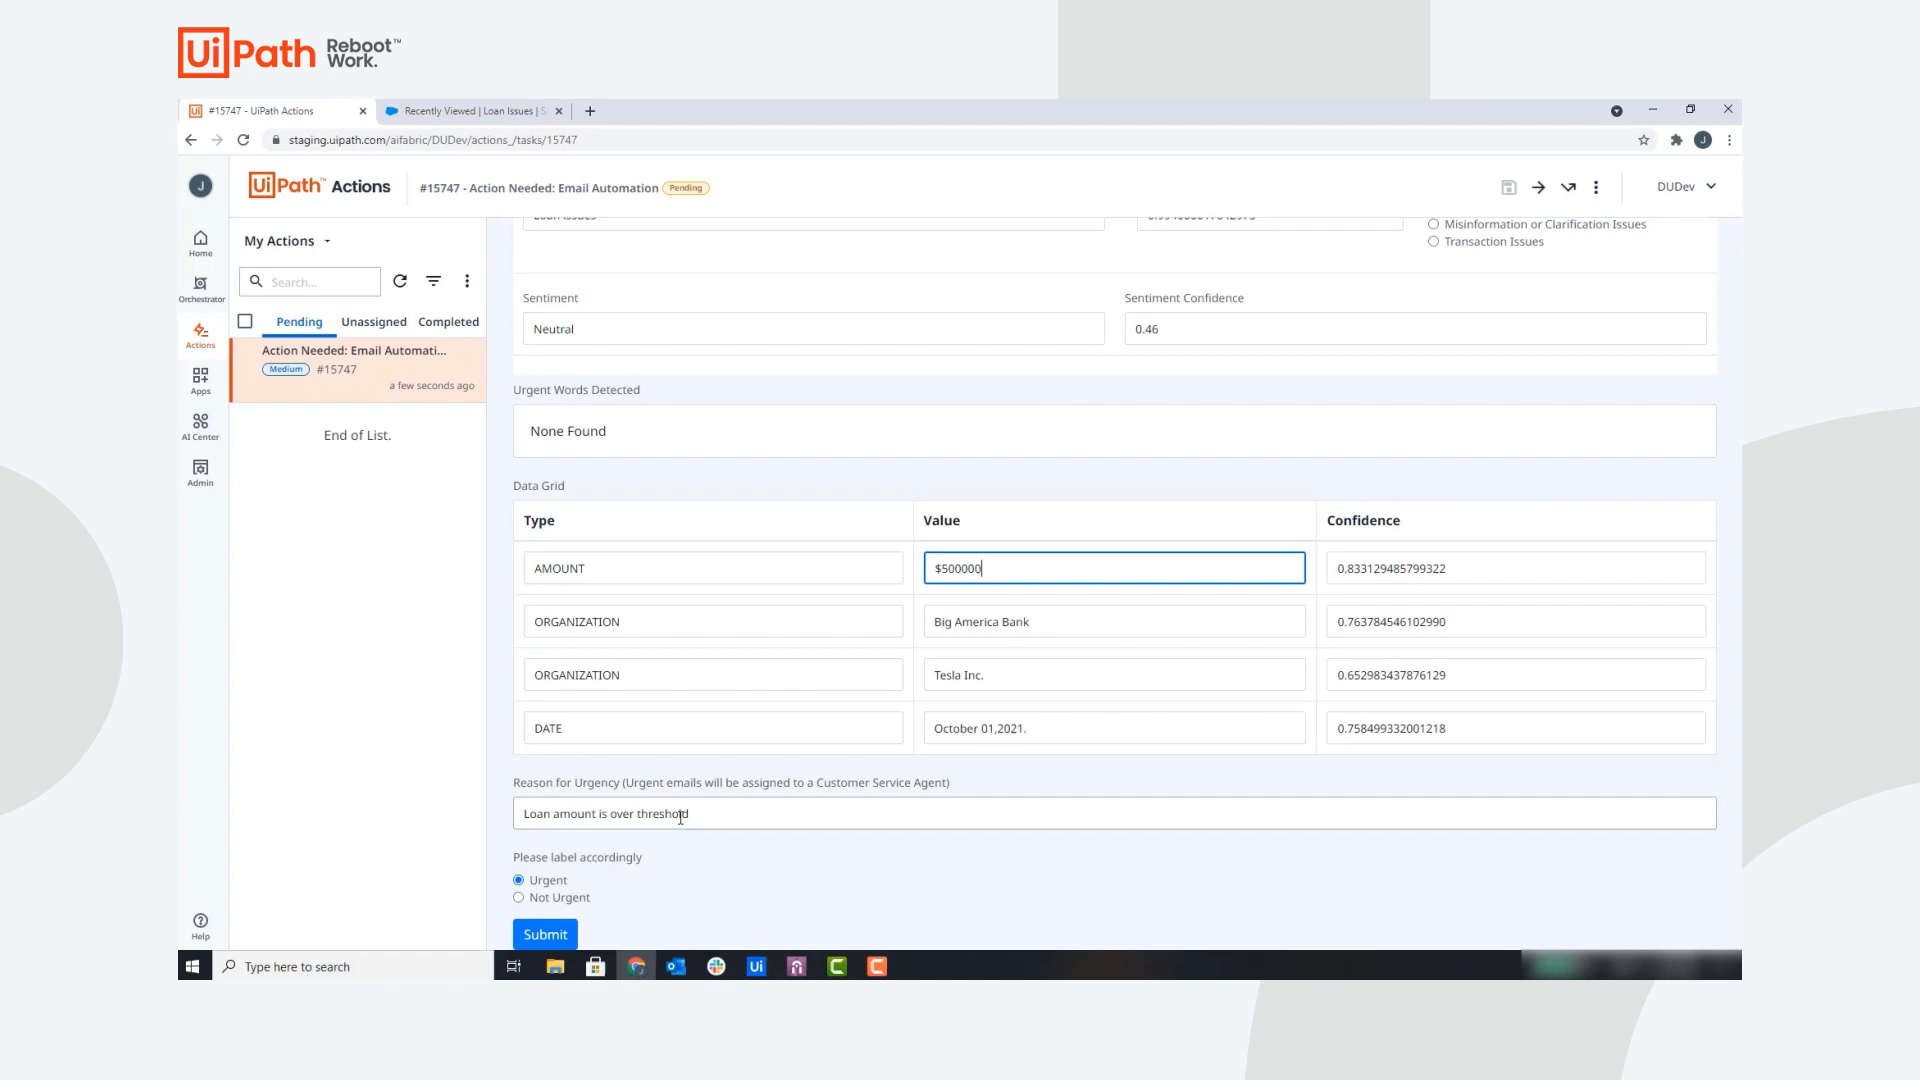 UiPath™ Reboot™
Work.
#15747 - UiPath Actions
Recently Viewed | Loan Issues | S
staging.uipath.com/aifabric/DUDev/actions_/tasks/15747
J
J
UiPath™ Actions
#15747 - Action Needed: Email Automation
Pending
DUDev
Home
Orchestrator
Actions
Apps
AI Center
Admin
Help
My Actions
Search...
Pending
Unassigned
Completed
Action Needed: Email Automati...
Medium
#15747
a few seconds ago
End of List.
Misinformation or Clarification Issues
Transaction Issues
Sentiment
Sentiment Confidence
Neutral
0.46
Urgent Words Detected
None Found
Data Grid
Type
Value
Confidence
AMOUNT
$500000
0.833129485799322
ORGANIZATION
Big America Bank
0.763784546102990
ORGANIZATION
Tesla Inc.
0.652983437876129
DATE
October 01,2021.
0.758499332001218
Reason for Urgency (Urgent emails will be assigned to a Customer Service Agent)
Loan amount is over threshold
Please label accordingly
Urgent
Not Urgent
Submit
Type here to search
Ui